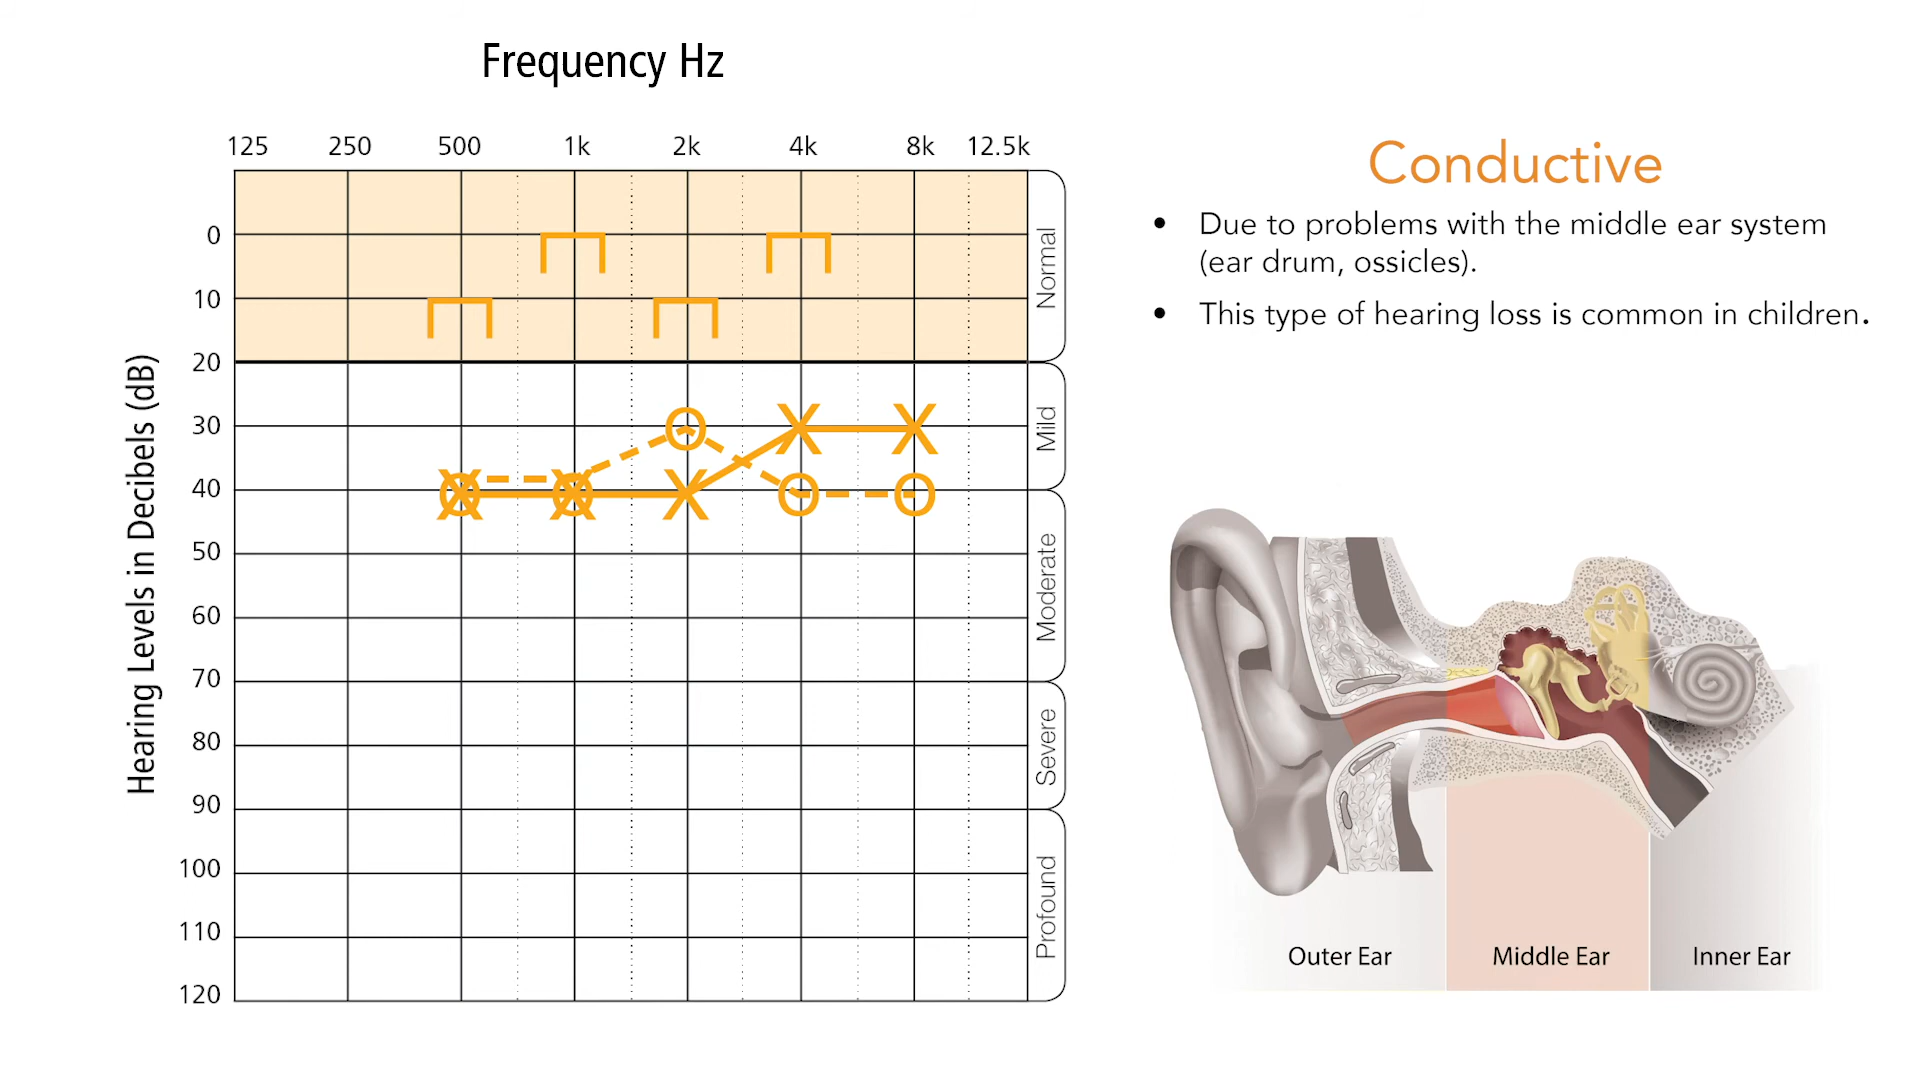 Frequency Hz
125 250 500 1k 2k 4k 8k 12.5k
Hearing Levels in Decibels (dB)
0
10
20
30
40
50
60
70
80
90
100
110
120
Normal
Mild
Moderate
Severe
Profound
Conductive
• Due to problems with the middle ear system
(ear drum, ossicles).
• This type of hearing loss is common in children.
Outer Ear Middle Ear Inner Ear